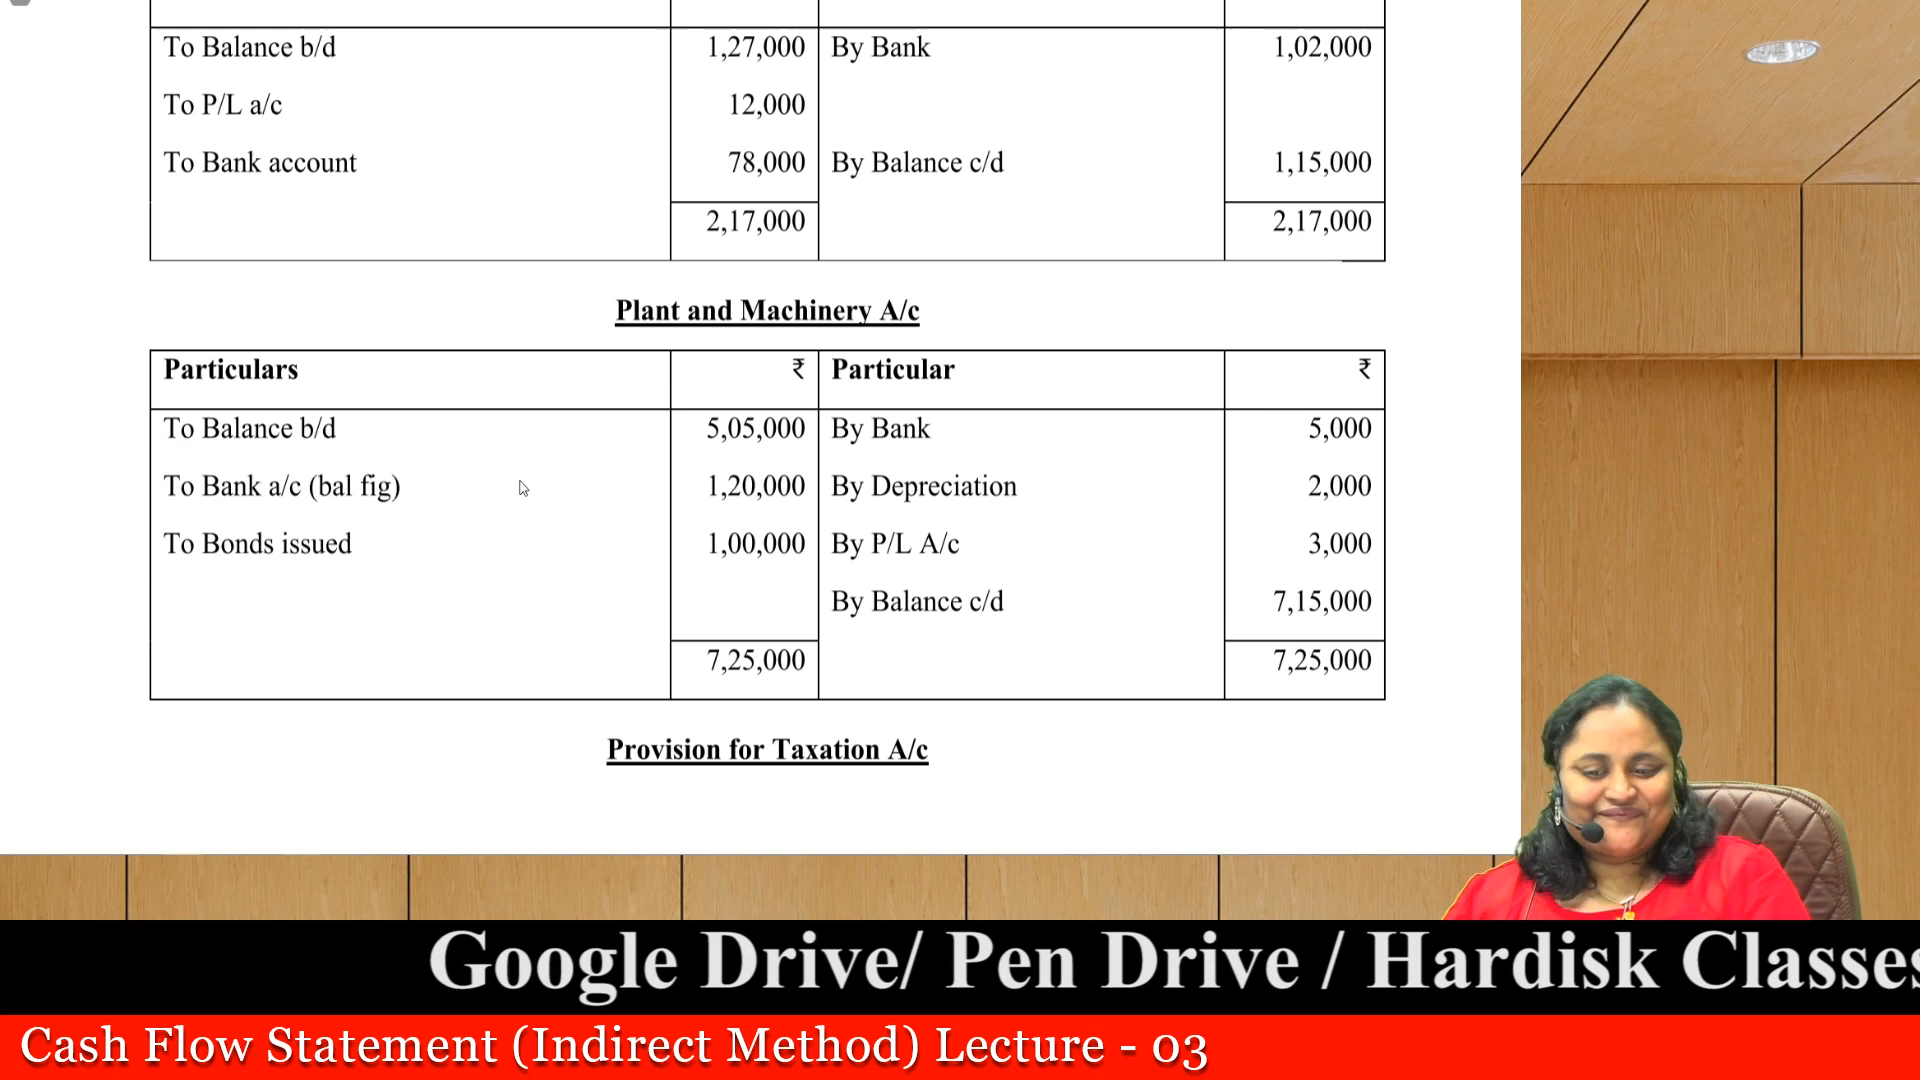 To Balance b/d 1,27,000 By Bank 1,02,000
To P/L a/c 12,000
To Bank account 78,000 By Balance c/d 1,15,000
2,17,000 2,17,000
Plant and Machinery A/c
Particulars ₹ Particular ₹
To Balance b/d 5,05,000 By Bank 5,000
To Bank a/c (bal fig) 1,20,000 By Depreciation 2,000
To Bonds issued 1,00,000 By P/L A/c 3,000
By Balance c/d 7,15,000
7,25,000 7,25,000
Provision for Taxation A/c
Google Drive/ Pen Drive / Hardisk Classes
Cash Flow Statement (Indirect Method) Lecture - 03